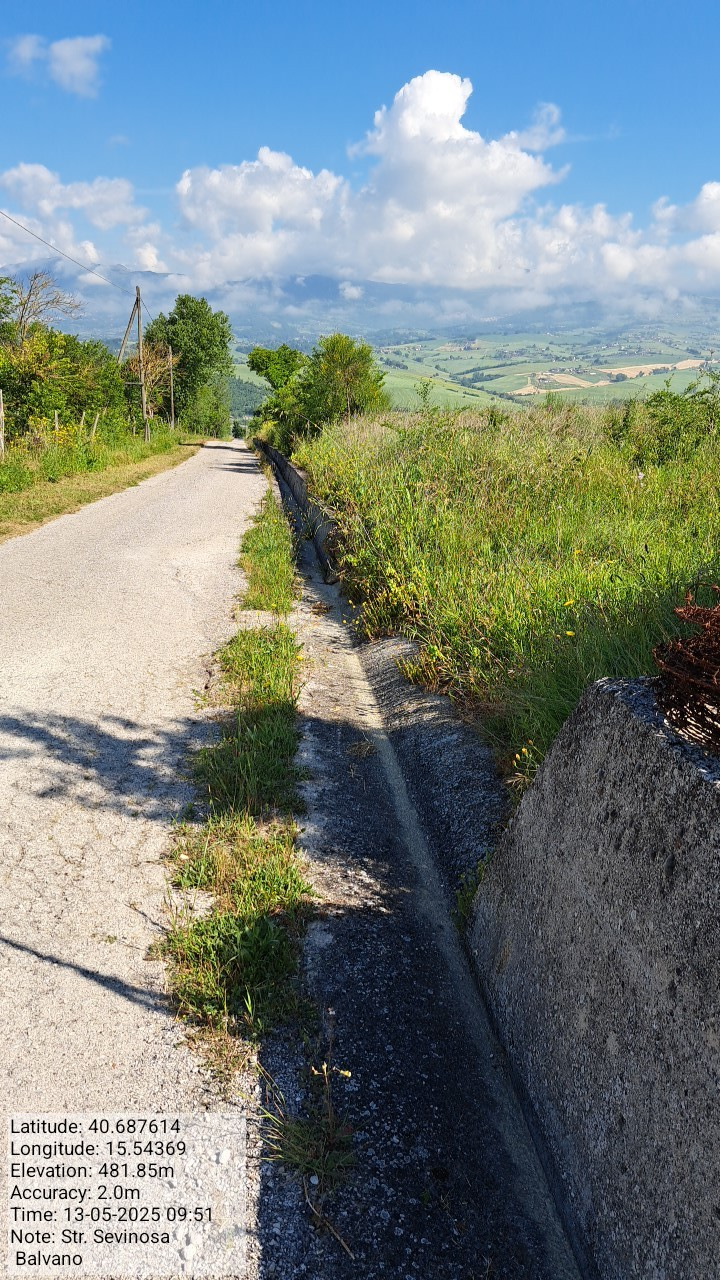 Latitude: 40.687614
Longitude: 15.54369
Elevation: 481.85m
Accuracy: 2.0m
Time: 13-05-2025 09:51
Note: Str. Sevinosa
Balvano